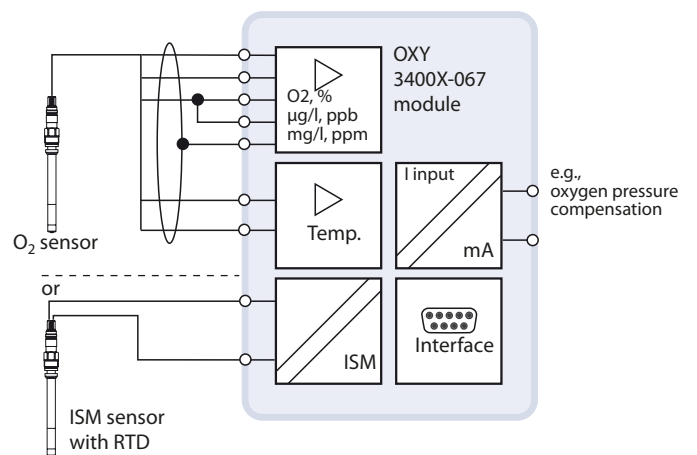 OXY
3400X-067
module
O2, %
µg/l, ppb
mg/l, ppm
I input
mA
e.g.,
oxygen pressure
compensation
Temp.
O2 sensor
or
ISM
Interface
ISM sensor
with RTD